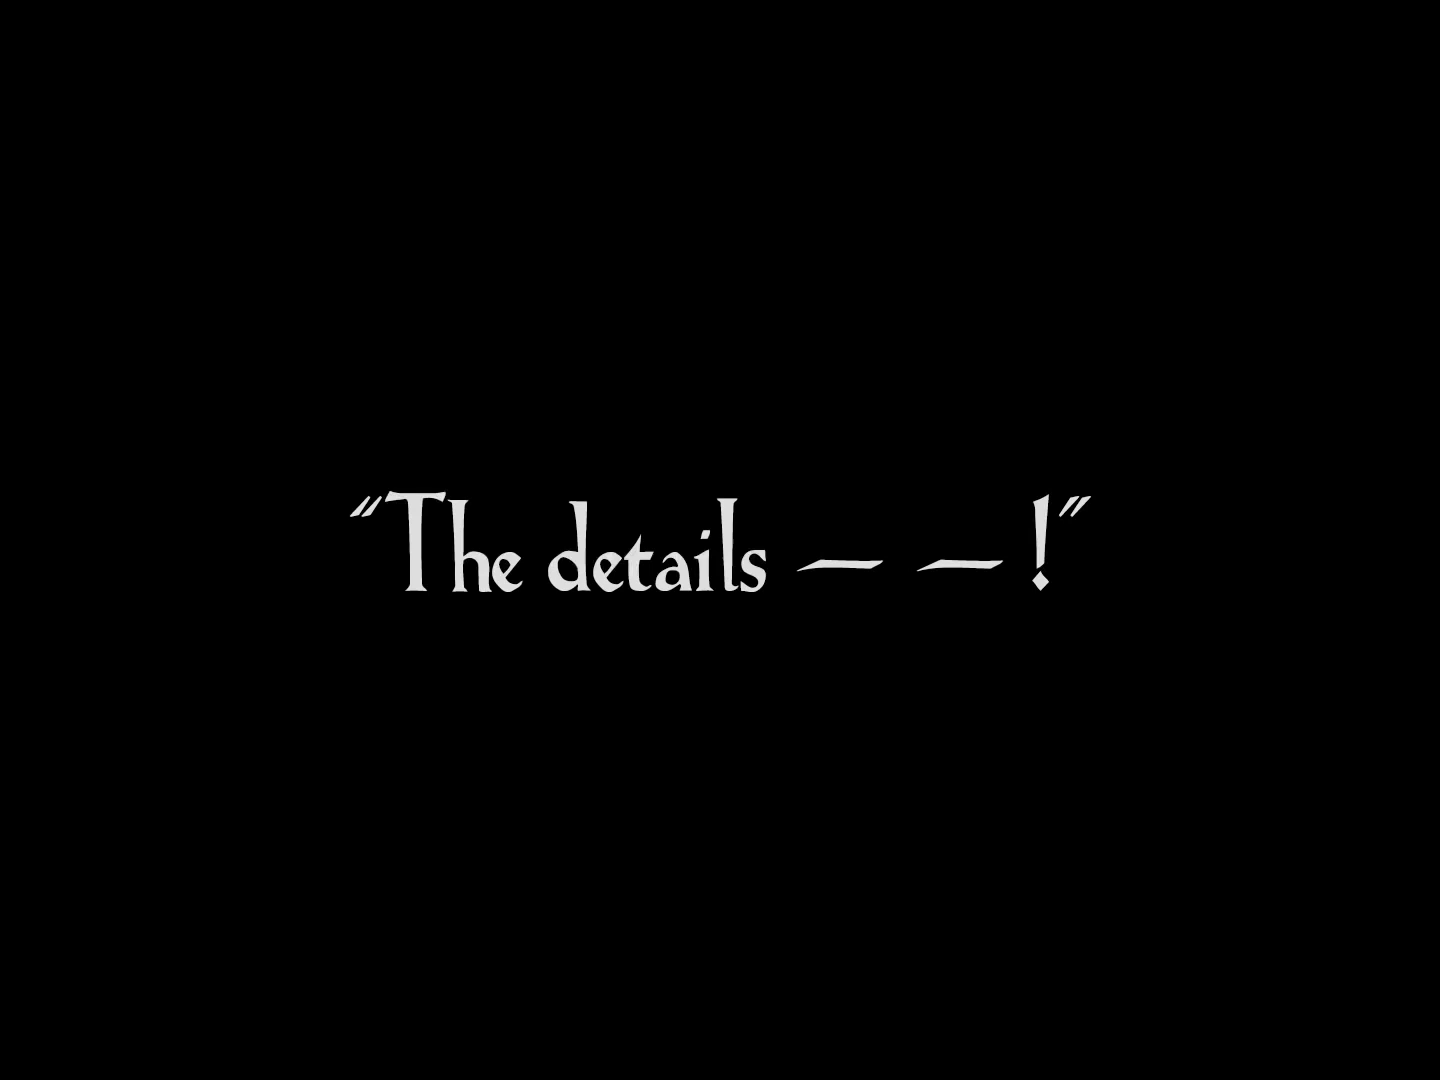 "The details — — !"